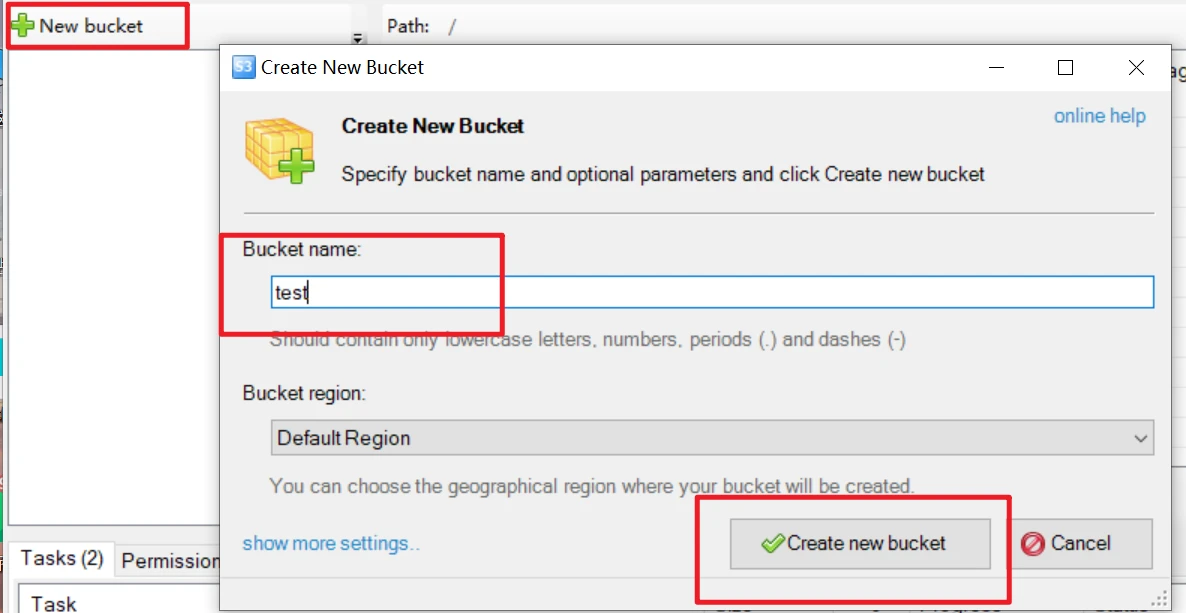 New bucket
Path: /
S3 Create New Bucket
Create New Bucket
online help
Specify bucket name and optional parameters and click Create new bucket
Bucket name:
test
Should contain only lowercase letters, numbers, periods (.) and dashes (-)
Bucket region:
Default Region
You can choose the geographical region where your bucket will be created.
show more settings..
Create new bucket
Cancel
Tasks (2)
Permission
Task